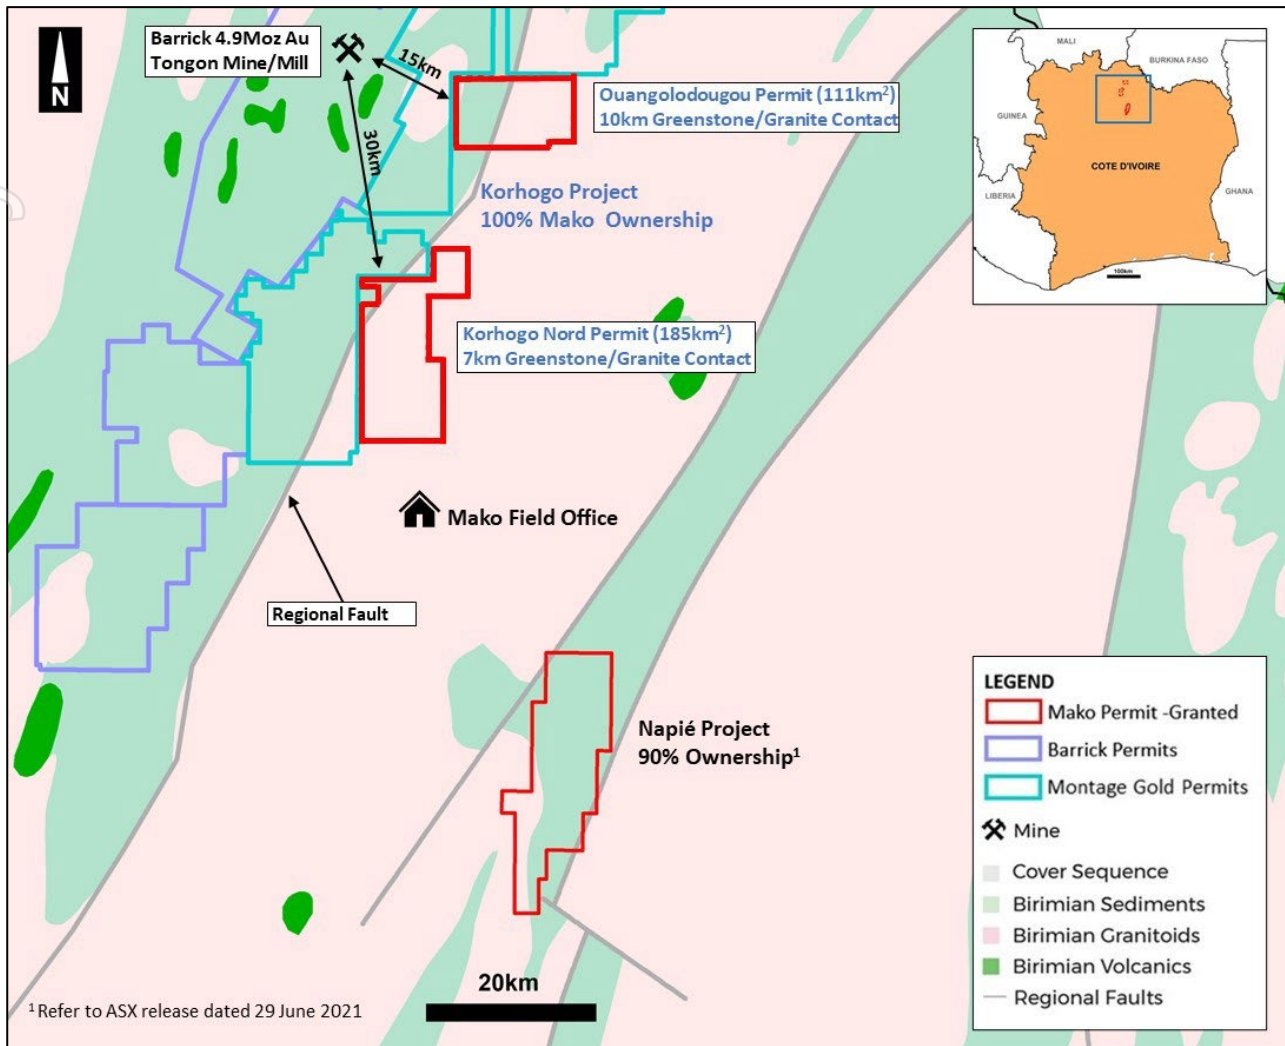 N
Barrick 4.9Moz Au
Tongon Mine/Mill
15km
30km
Ouangolodougou Permit (111km²)
10km Greenstone/Granite Contact
Korhogo Project
100% Mako Ownership
Korhogo Nord Permit (185km²)
7km Greenstone/Granite Contact
Mako Field Office
Regional Fault
Napié Project
90% Ownership¹
20km
¹ Refer to ASX release dated 29 June 2021
MALI
BURKINA FASO
GUINEA
COTE D'IVOIRE
LIBERIA
GHANA
100km
LEGEND
Mako Permit -Granted
Barrick Permits
Montage Gold Permits
Mine
Cover Sequence
Birimian Sediments
Birimian Granitoids
Birimian Volcanics
Regional Faults